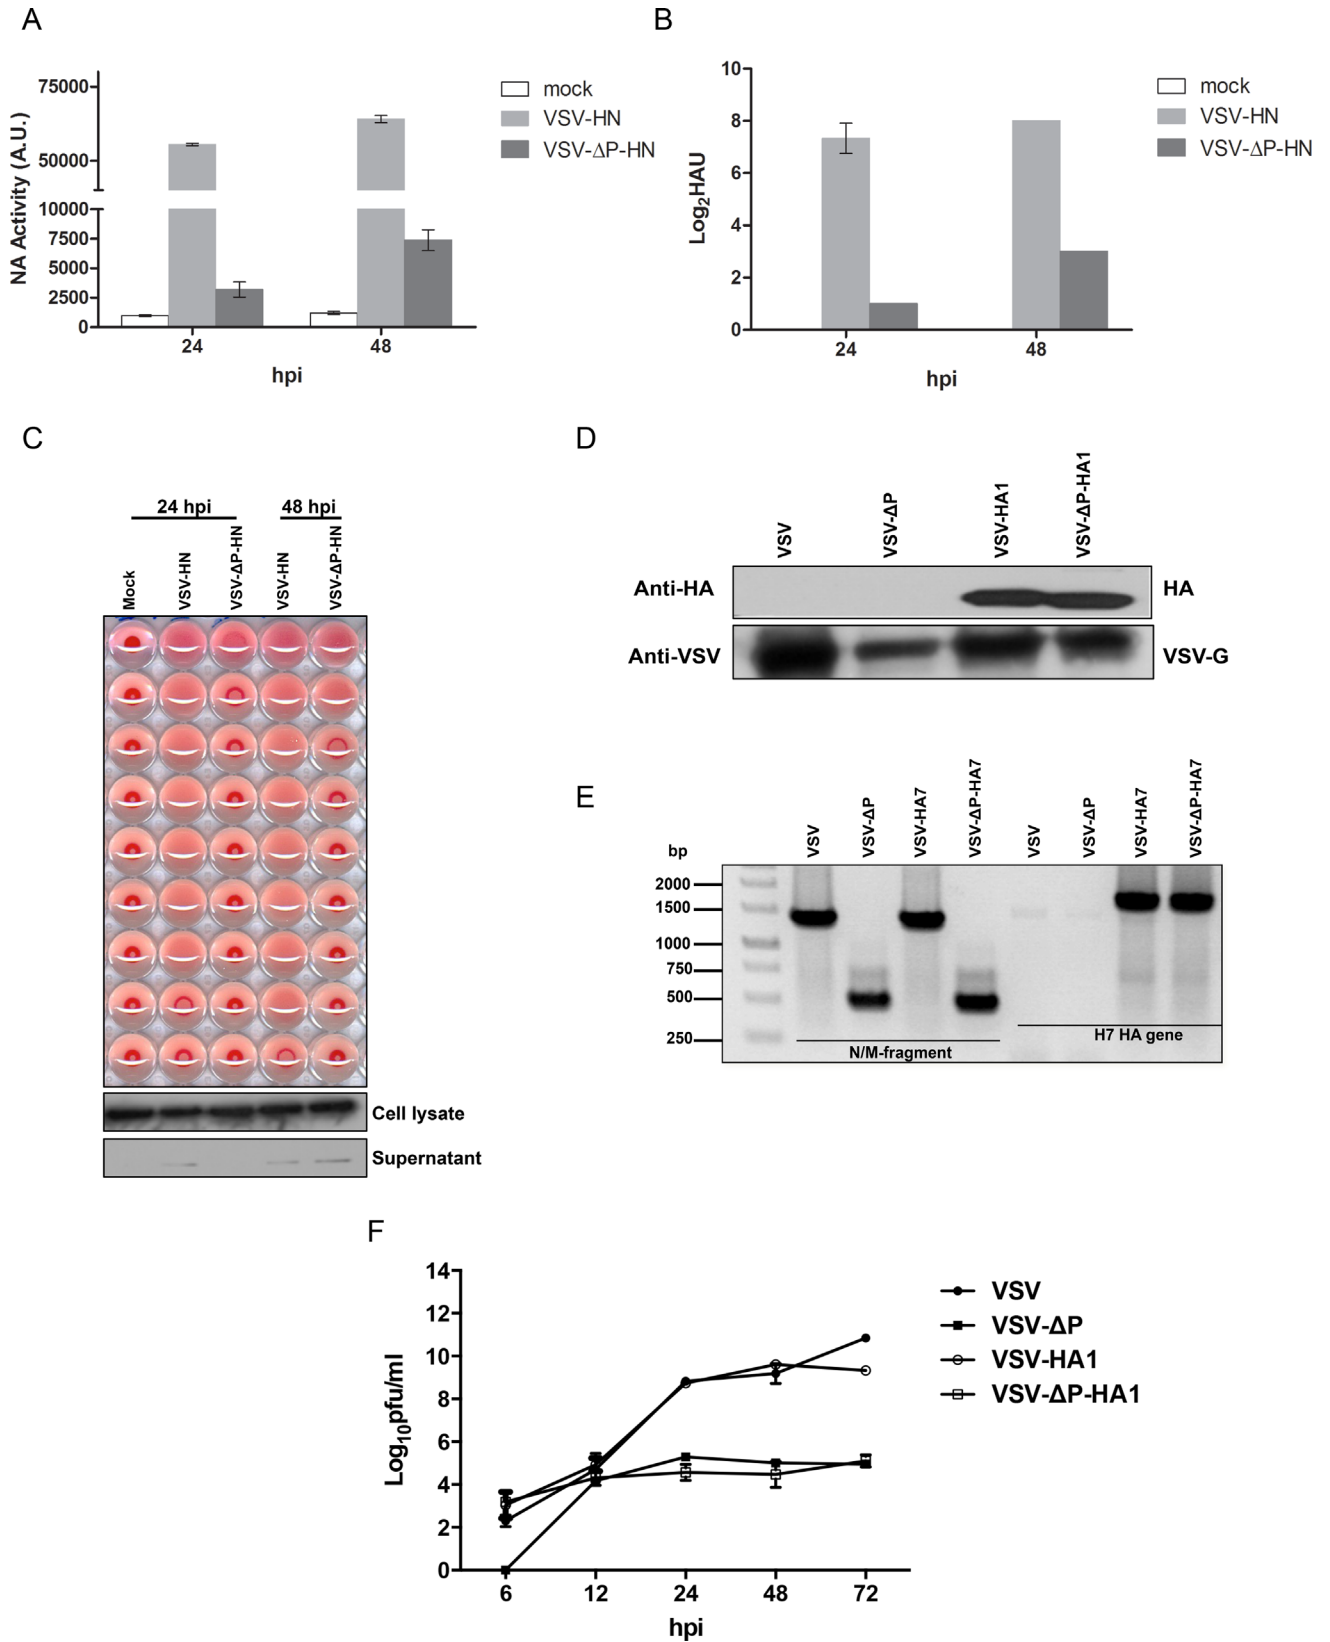 A
NA Activity (A.U.)
75000
50000
10000
7500
5000
2500
0
24
48
hpi
mock
VSV-HN
VSV-ΔP-HN
B
Log2HAU
10
8
6
4
2
0
24
48
hpi
mock
VSV-HN
VSV-ΔP-HN
C
24 hpi
48 hpi
Mock
VSV-HN
VSV-ΔP-HN
VSV-HN
VSV-ΔP-HN
Cell lysate
Supernatant
D
VSV
VSV-ΔP
VSV-HA1
VSV-ΔP-HA1
Anti-HA
HA
Anti-VSV
VSV-G
E
VSV
VSV-ΔP
VSV-HA7
VSV-ΔP-HA7
VSV
VSV-ΔP
VSV-HA7
VSV-ΔP-HA7
bp
2000
1500
1000
750
500
250
N/M-fragment
H7 HA gene
F
Log10pfu/ml
14
12
10
8
6
4
2
0
6
12
24
48
72
hpi
VSV
VSV-ΔP
VSV-HA1
VSV-ΔP-HA1